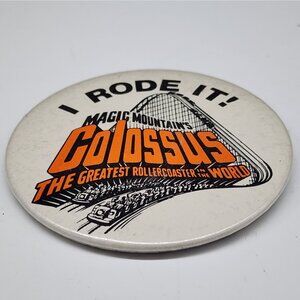 I RODE IT!
MAGIC MOUNTAIN'S
Colossus
THE GREATEST ROLLERCOASTER IN THE WORLD